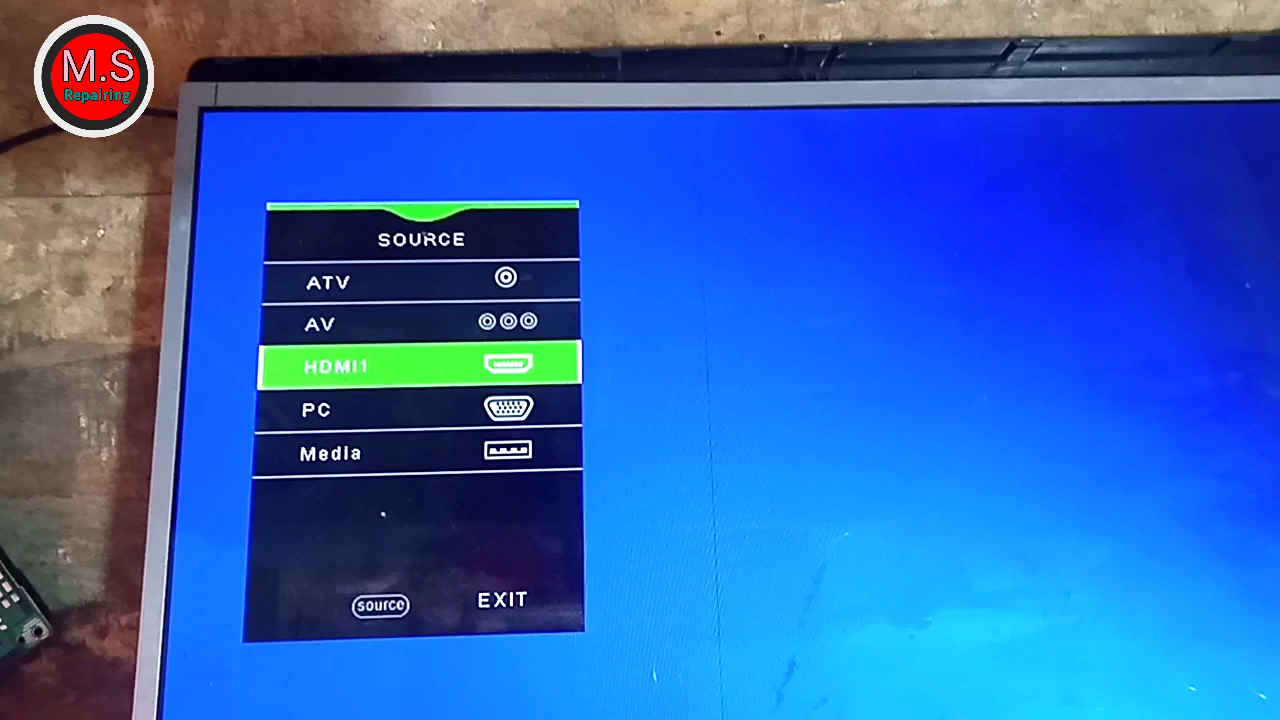 M.S
Repairing
SOURCE
ATV
AV
HDMI1
PC
Media
source EXIT